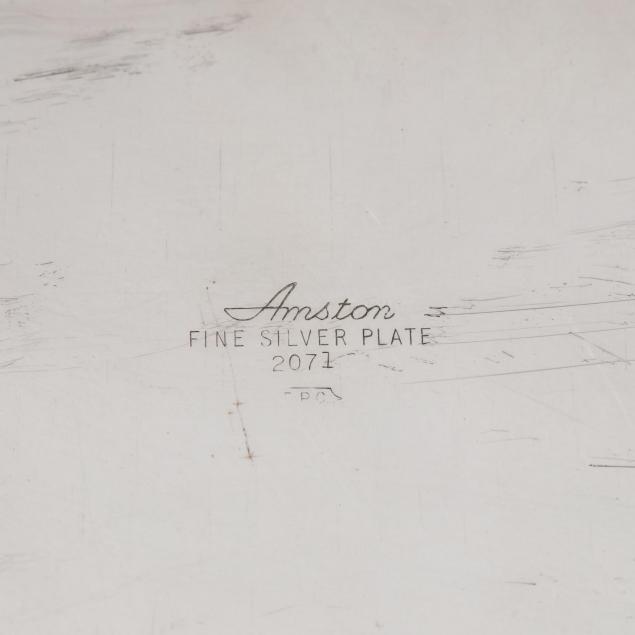 Amston
FINE SILVER PLATE
2071